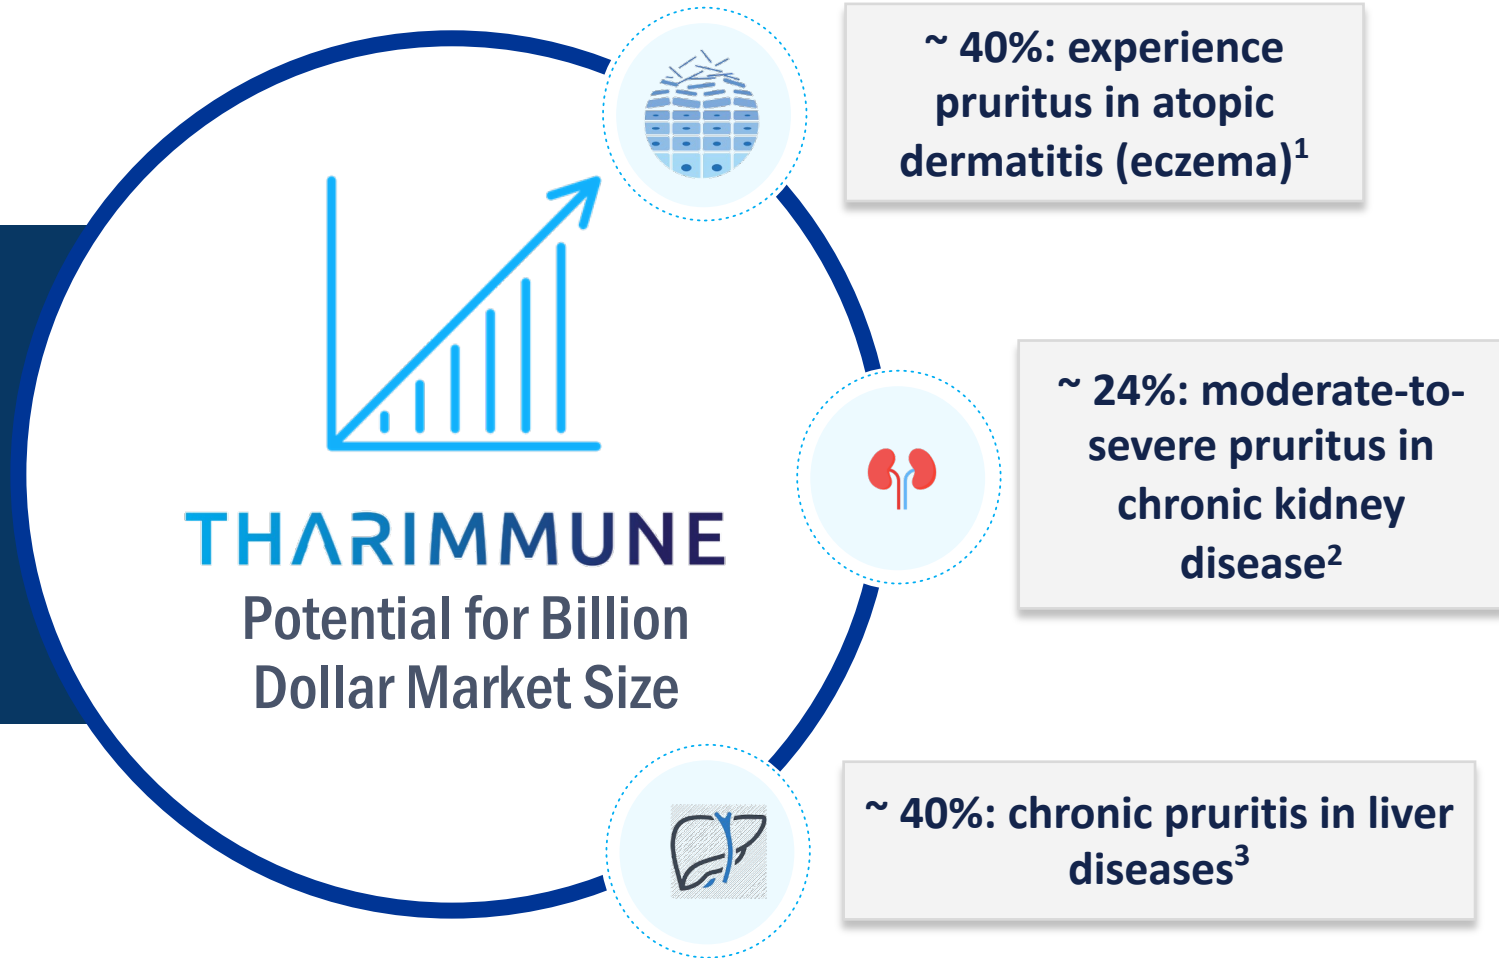 ~ 40%: experience
pruritus in atopic
dermatitis (eczema)¹
~ 24%: moderate-to-
severe pruritus in
chronic kidney
disease²
THARIMMUNE
Potential for Billion
Dollar Market Size
~ 40%: chronic pruritis in liver
diseases³